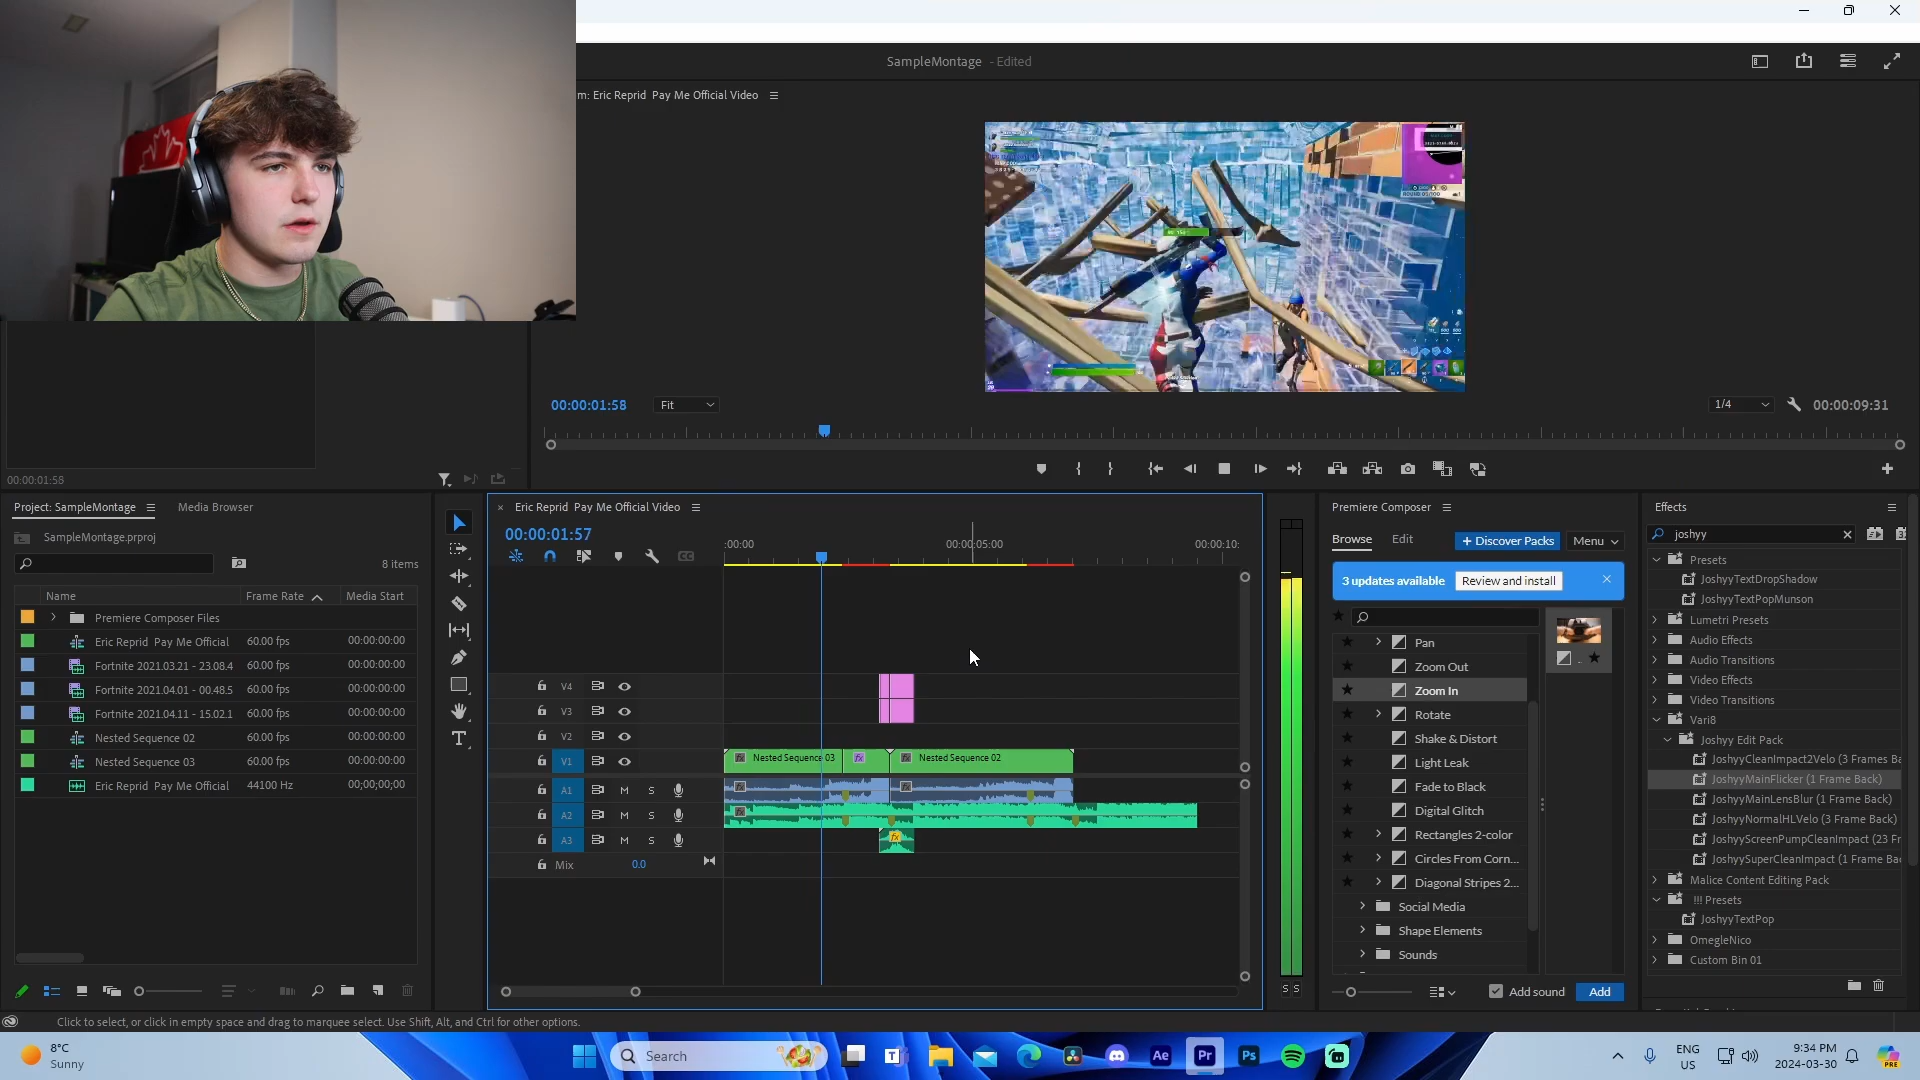 SampleMontage - Edited
m: Eric Reprid Pay Me Official Video
00:00:01:58
Fit
1/4
00:00:09:31
00:00:01:58
Project: SampleMontage
Media Browser
SampleMontage.prproj
8 items
Name
Frame Rate
Media Start
Premiere Composer Files
Eric Reprid Pay Me Official
60.00 fps
00:00:00:00
Fortnite 2021.03.21 - 23.08.4
60.00 fps
00:00:00:00
Fortnite 2021.04.01 - 00.48.5
60.00 fps
00:00:00:00
Fortnite 2021.04.11 - 15.02.1
60.00 fps
00:00:00:00
Nested Sequence 02
60.00 fps
00:00:00:00
Nested Sequence 03
60.00 fps
00:00:00:00
Eric Reprid Pay Me Official
44100 Hz
00;00;00;00
Eric Reprid Pay Me Official Video
00:00:01:57
:00:00
00:00:05:00
00:00:10:
V4
V3
V2
V1
Nested Sequence 03
fx
Nested Sequence 02
A1
M
S
A2
M
S
A3
M
S
fx
Mix
0.0
S S
Premiere Composer
Browse
Edit
+ Discover Packs
Menu
3 updates available
Review and install
Pan
Zoom Out
Zoom In
Rotate
Shake & Distort
Light Leak
Fade to Black
Digital Glitch
Rectangles 2-color
Circles From Corn...
Diagonal Stripes 2...
Social Media
Shape Elements
Sounds
Add sound
Add
Effects
joshyy
Presets
JoshyyTextDropShadow
JoshyyTextPopMunson
Lumetri Presets
Audio Effects
Audio Transitions
Video Effects
Video Transitions
Vari8
Joshyy Edit Pack
JoshyyCleanImpact2Velo (3 Frames Ba
JoshyyMainFlicker (1 Frame Back)
JoshyyMainLensBlur (1 Frame Back)
JoshyyNormalHLVelo (3 Frame Back)
JoshyyScreenPumpCleanImpact (23 Fr
JoshyySuperCleanImpact (1 Frame Bac
Malice Content Editing Pack
!!! Presets
JoshyyTextPop
OmegleNico
Custom Bin 01
Click to select, or click in empty space and drag to marquee select. Use Shift, Alt, and Ctrl for other options.
8°C
Sunny
Search
Ae
Pr
Ps
ENG
US
9:34 PM
2024-03-30